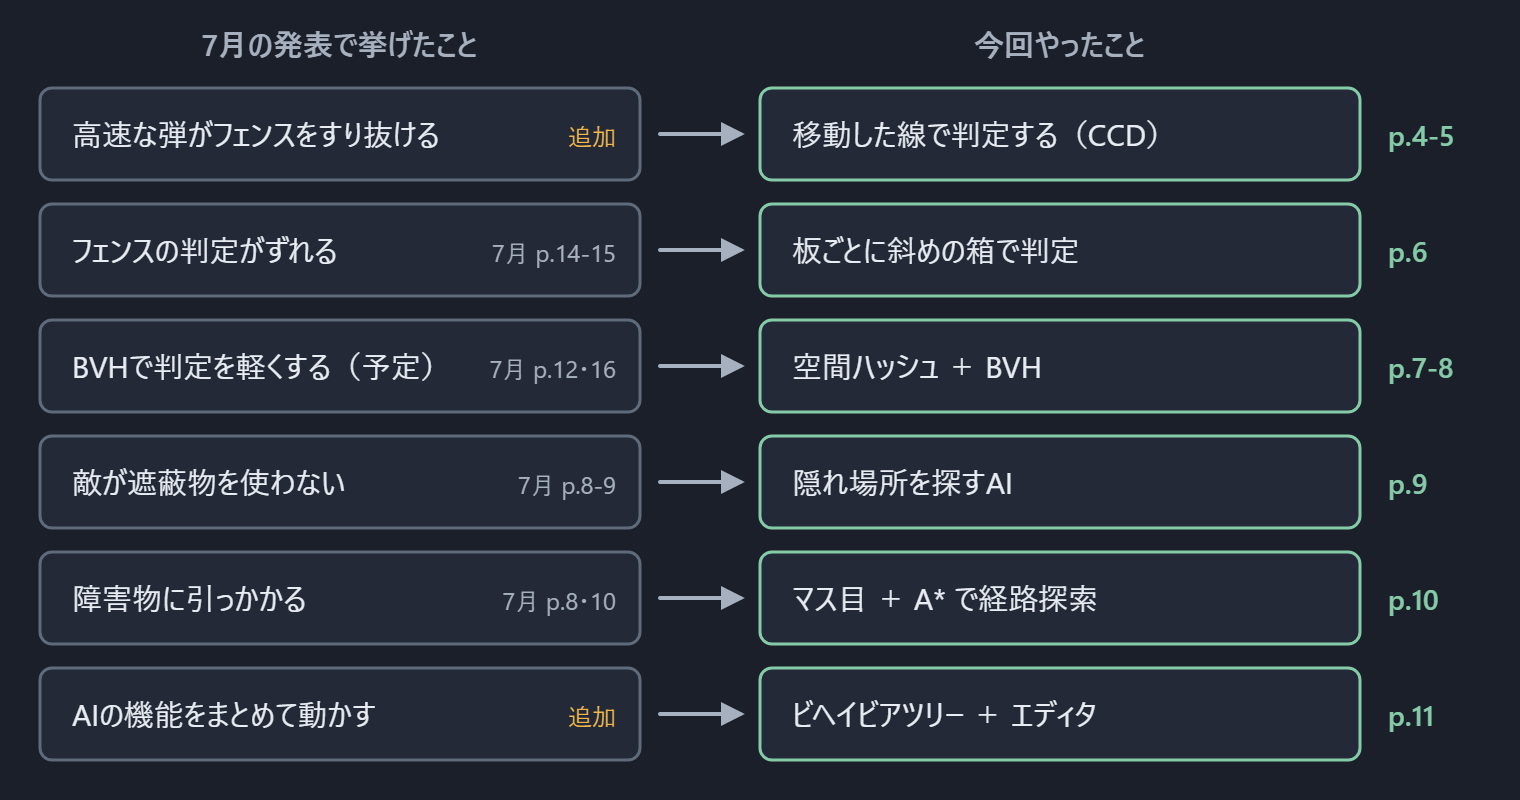 7月の発表で挙げたこと 今回やったこと
高速な弾がフェンスをすり抜ける 追加 移動した線で判定する（CCD） p.4-5
フェンスの判定がずれる 7月 p.14-15 板ごとに斜めの箱で判定 p.6
BVHで判定を軽くする（予定） 7月 p.12・16 空間ハッシュ ＋ BVH p.7-8
敵が遮蔽物を使わない 7月 p.8-9 隠れ場所を探すAI p.9
障害物に引っかかる 7月 p.8・10 マス目 ＋ A* で経路探索 p.10
AIの機能をまとめて動かす 追加 ビヘイビアツリー ＋ エディタ p.11